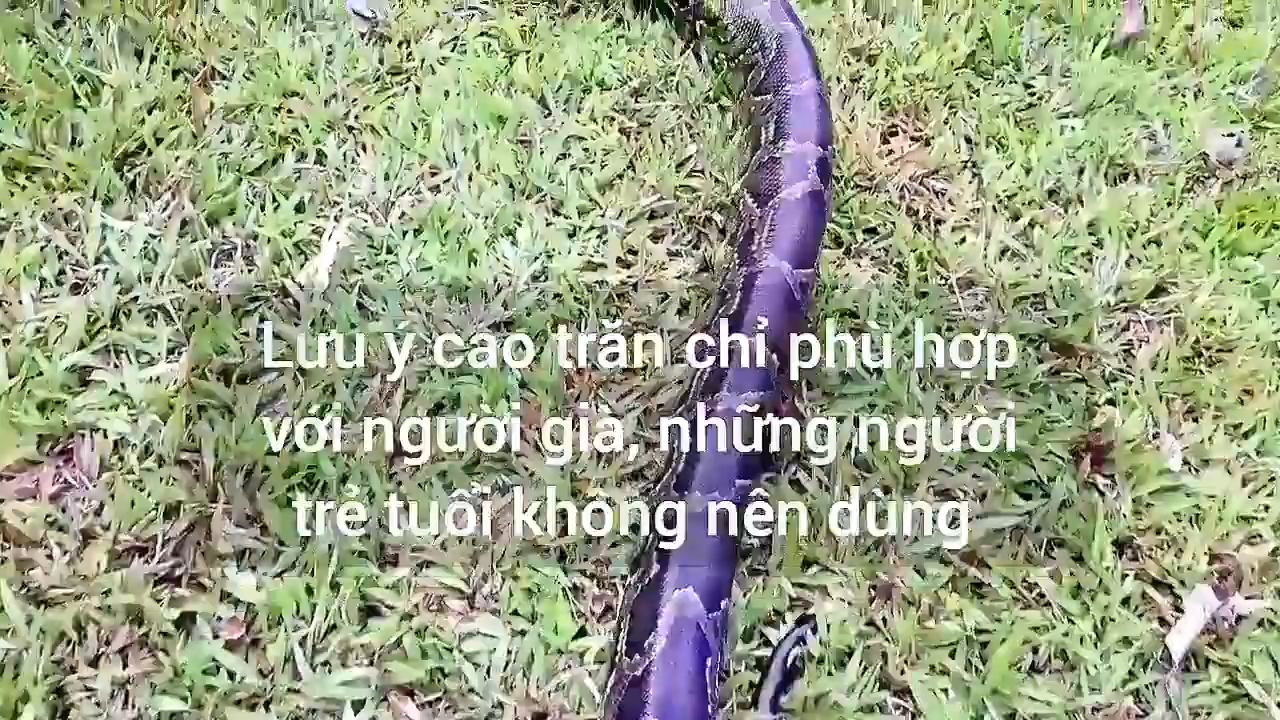 Lưu ý cao trăn chỉ phù hợp
với người già, những người
trẻ tuổi không nên dùng